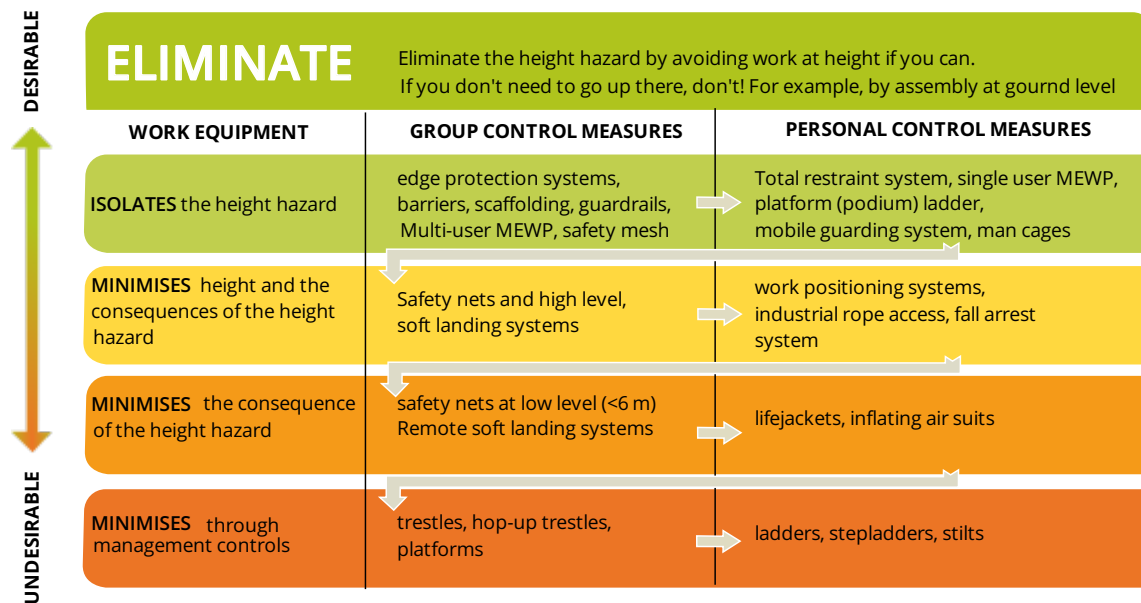 DESIRABLE
UNDESIRABLE
ELIMINATE
Eliminate the height hazard by avoiding work at height if you can.
If you don't need to go up there, don't! For example, by assembly at gournd level
WORK EQUIPMENT
GROUP CONTROL MEASURES
PERSONAL CONTROL MEASURES
ISOLATES the height hazard
edge protection systems,
barriers, scaffolding, guardrails,
Multi-user MEWP, safety mesh
Total restraint system, single user MEWP,
platform (podium) ladder,
mobile guarding system, man cages
MINIMISES height and the
consequences of the height
hazard
Safety nets and high level,
soft landing systems
work positioning systems,
industrial rope access, fall arrest
system
MINIMISES the consequence
of the height hazard
safety nets at low level (<6 m)
Remote soft landing systems
lifejackets, inflating air suits
MINIMISES through
management controls
trestles, hop-up trestles,
platforms
ladders, stepladders, stilts